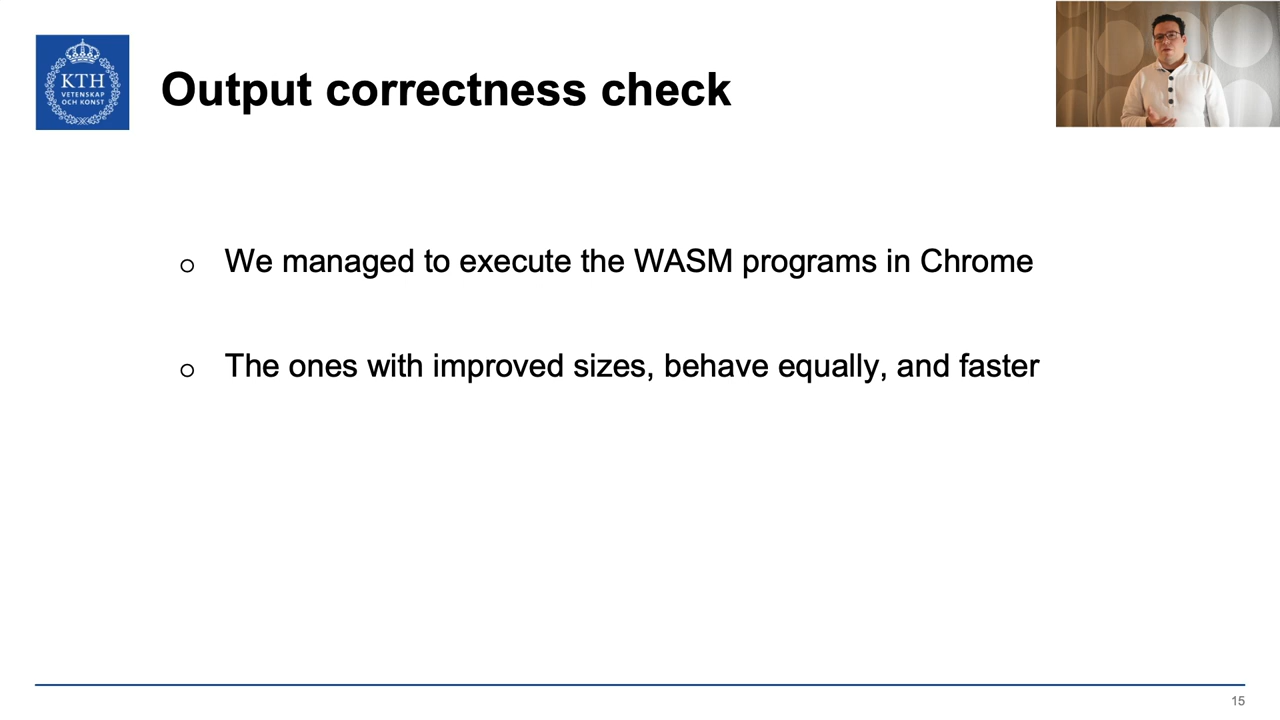 KTH
VETENSKAP
OCH KONST
Output correctness check
o We managed to execute the WASM programs in Chrome
o The ones with improved sizes, behave equally, and faster
15